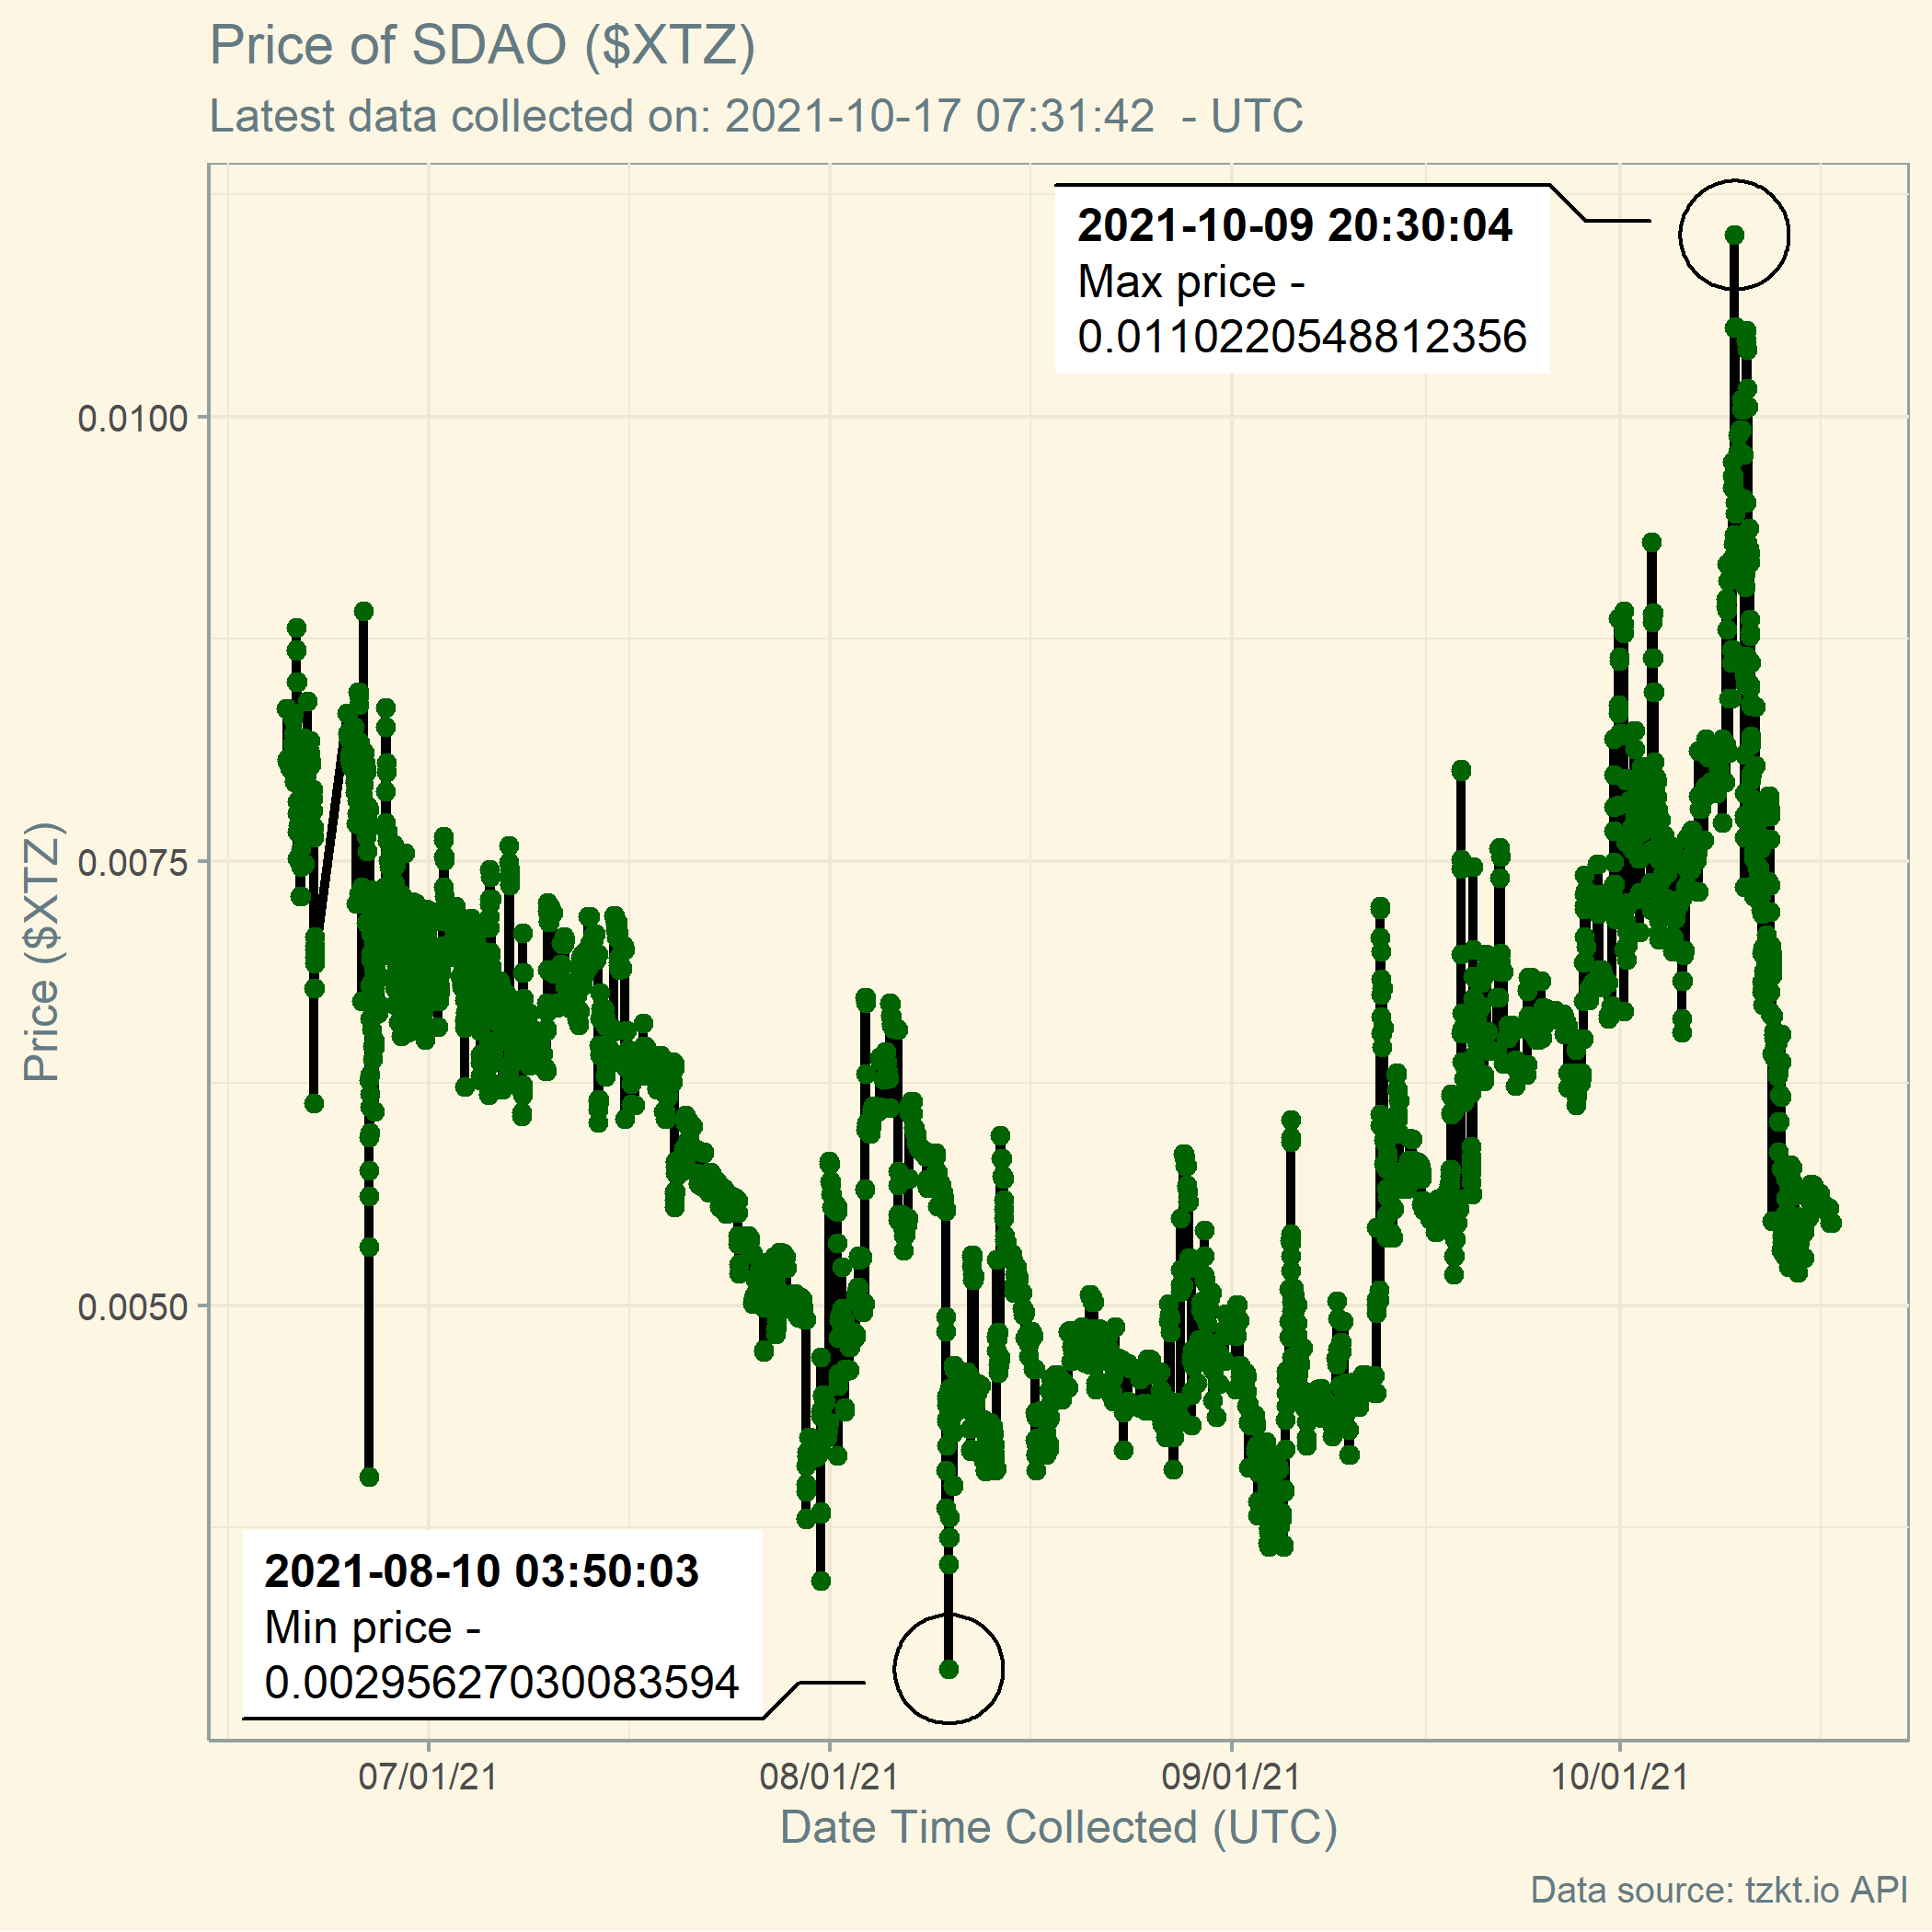 Price of SDAO ($XTZ)
Latest data collected on: 2021-10-17 07:31:42  - UTC
2021-10-09 20:30:04
Max price -
0.0110220548812356
0.0100
0.0075
0.0050
Price ($XTZ)
2021-08-10 03:50:03
Min price -
0.00295627030083594
07/01/21
08/01/21
09/01/21
10/01/21
Date Time Collected (UTC)
Data source: tzkt.io API